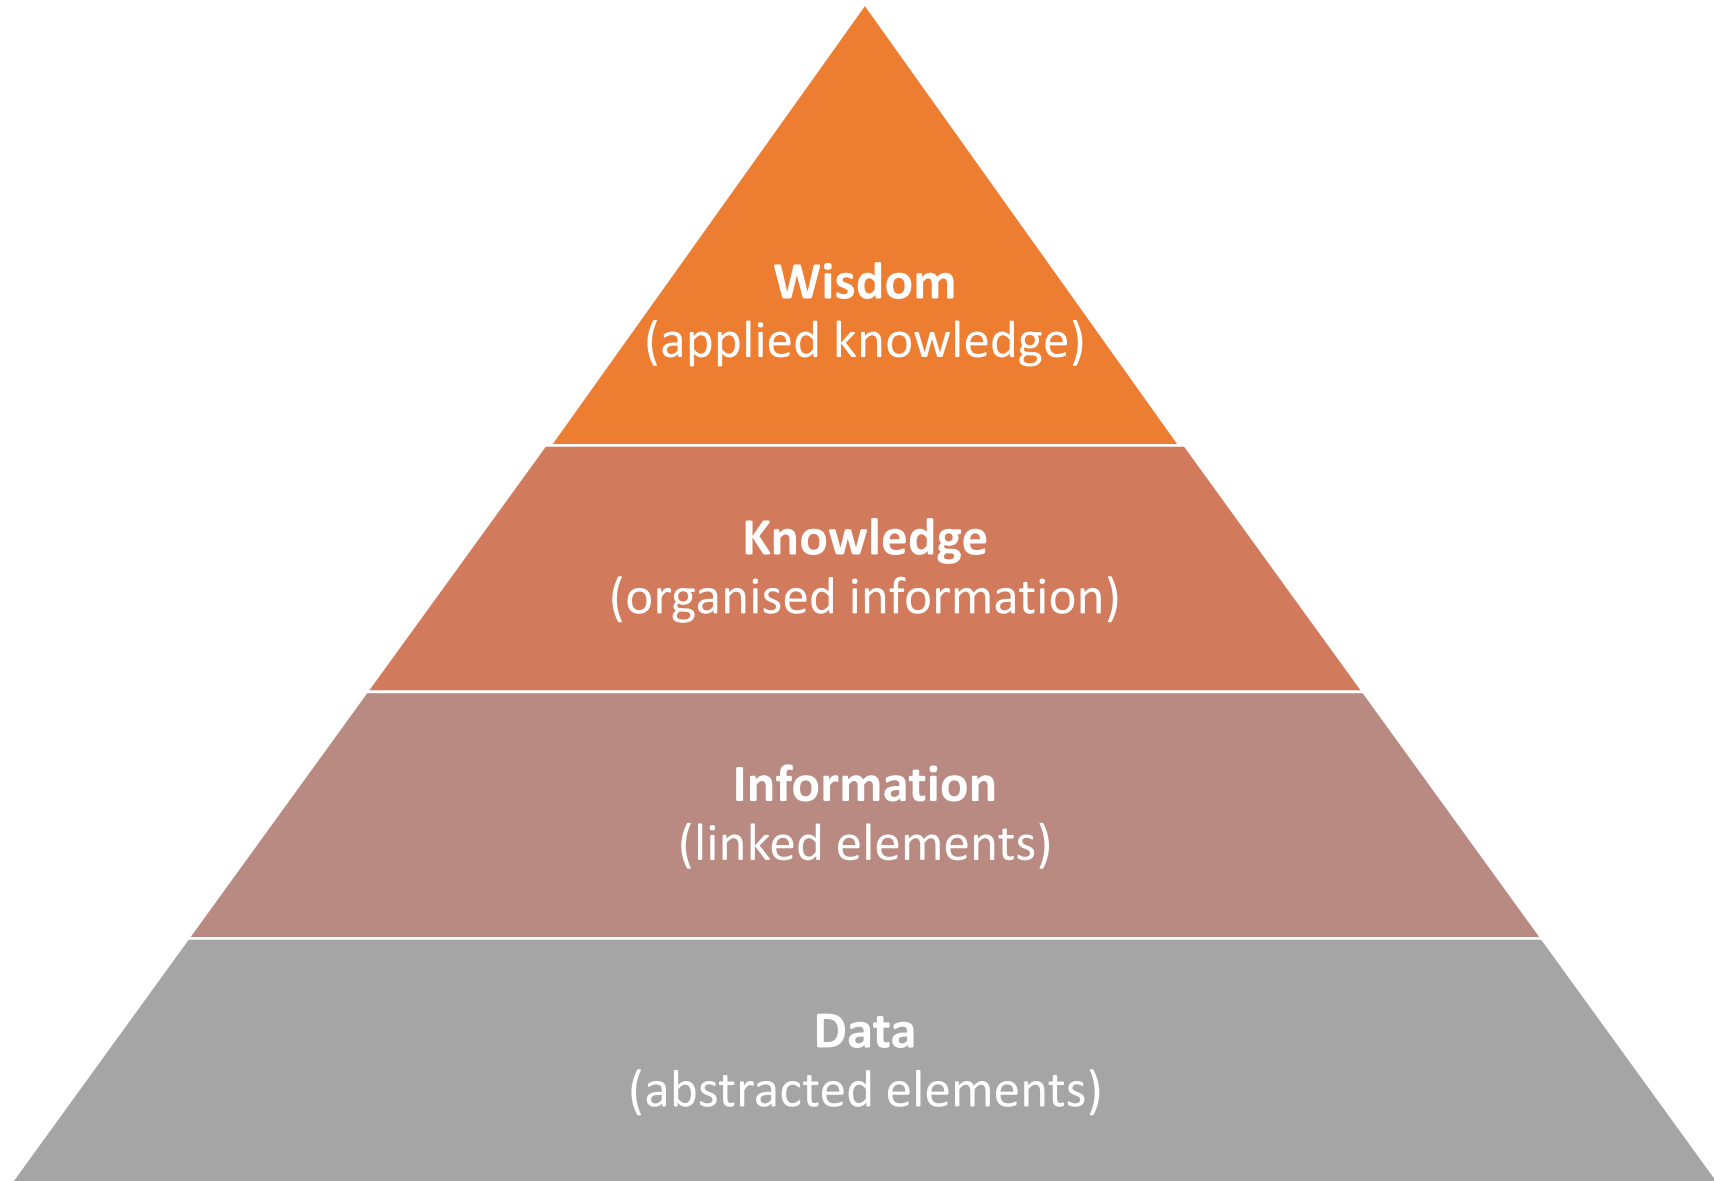 Wisdom
(applied knowledge)
Knowledge
(organised information)
Information
(linked elements)
Data
(abstracted elements)